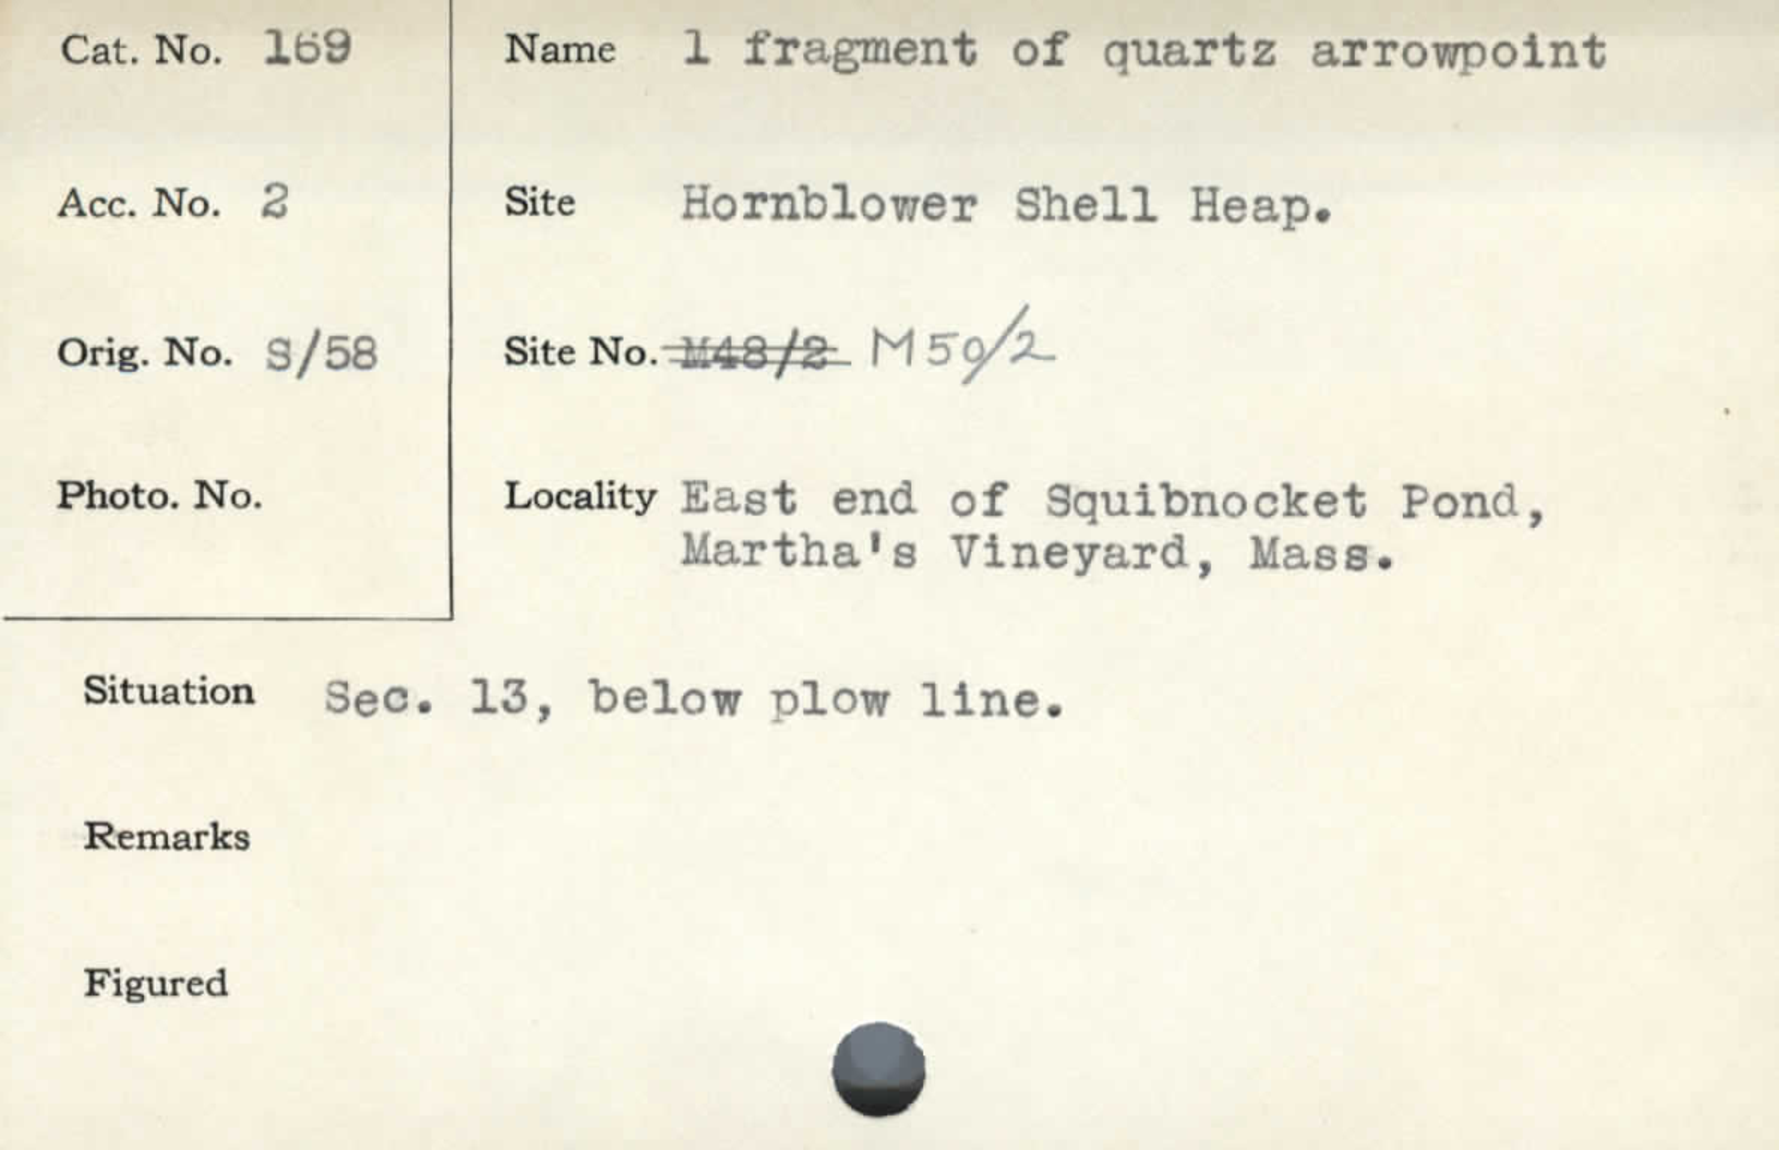 Cat. No. 169
Name 1 fragment of quartz arrowpoint
Acc. No. 2
Site Hornblower Shell Heap.
Orig. No. S/58
Site No. M48/2 M50/2
Photo. No.
Locality East end of Squibnocket Pond,
Martha's Vineyard, Mass.
Situation Sec. 13, below plow line.
Remarks
Figured